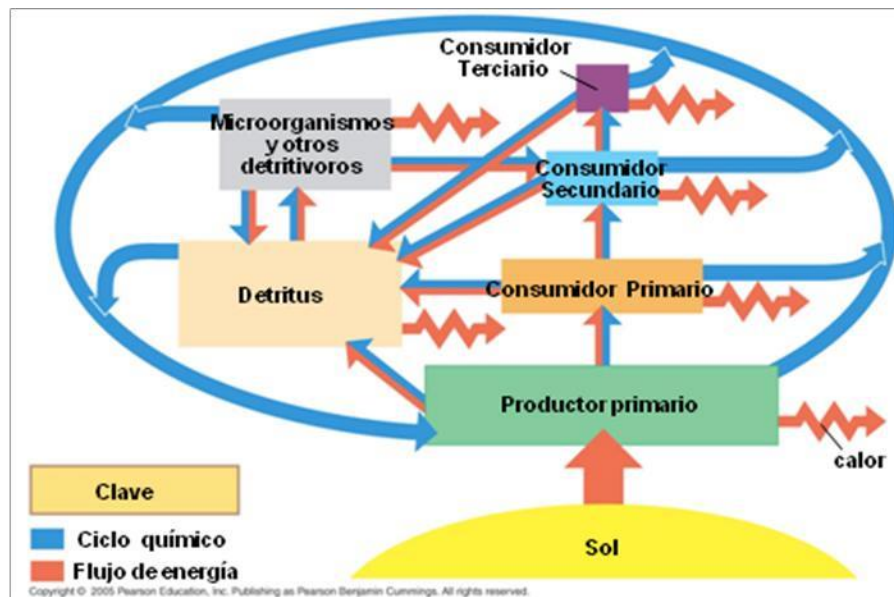 Consumidor
Terciario
Microorganismos
y otros
detritivoros
Consumidor
Secundario
Detritus
Consumidor Primario
Productor primario
calor
Clave
Ciclo químico
Flujo de energía
Sol
Copyright © 2005 Pearson Education, Inc. Publishing as Pearson Benjamin Cummings. All rights reserved.